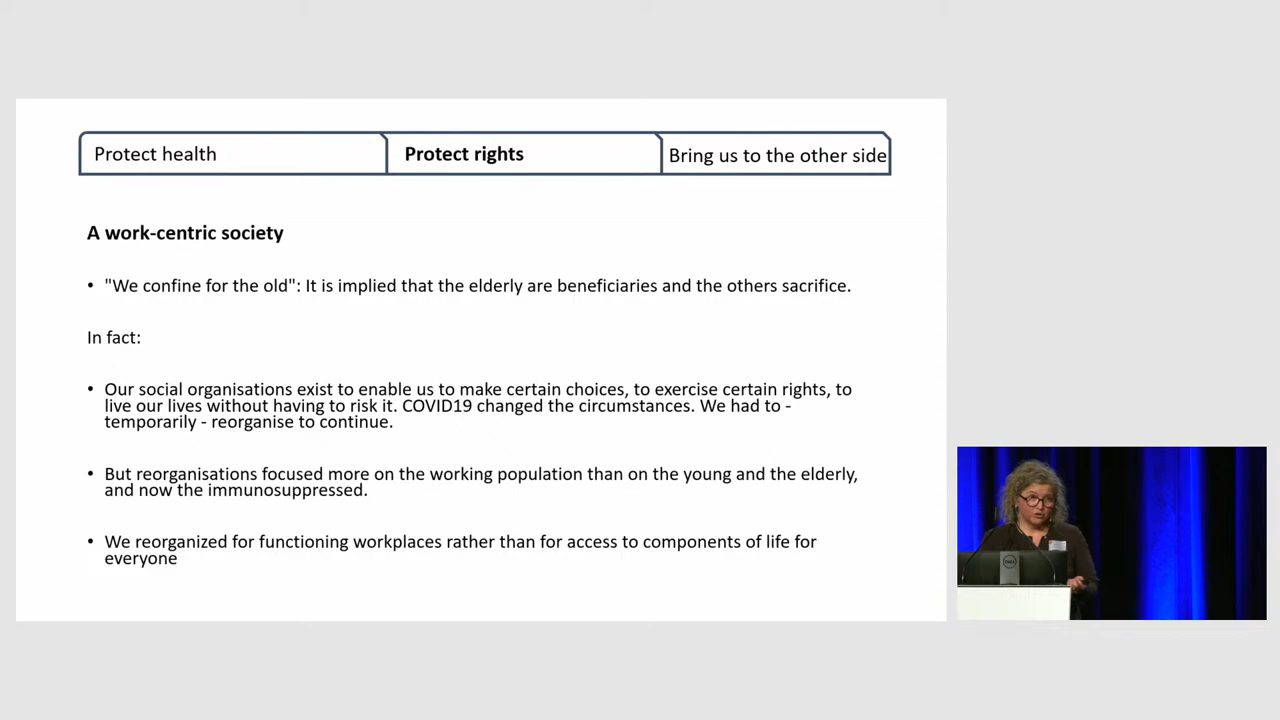 Protect health
Protect rights
Bring us to the other side
A work-centric society
• "We confine for the old": It is implied that the elderly are beneficiaries and the others sacrifice.
In fact:
• Our social organisations exist to enable us to make certain choices, to exercise certain rights, to
live our lives without having to risk it. COVID19 changed the circumstances. We had to -
temporarily - reorganise to continue.
• But reorganisations focused more on the working population than on the young and the elderly,
and now the immunosuppressed.
• We reorganized for functioning workplaces rather than for access to components of life for
everyone
DELL